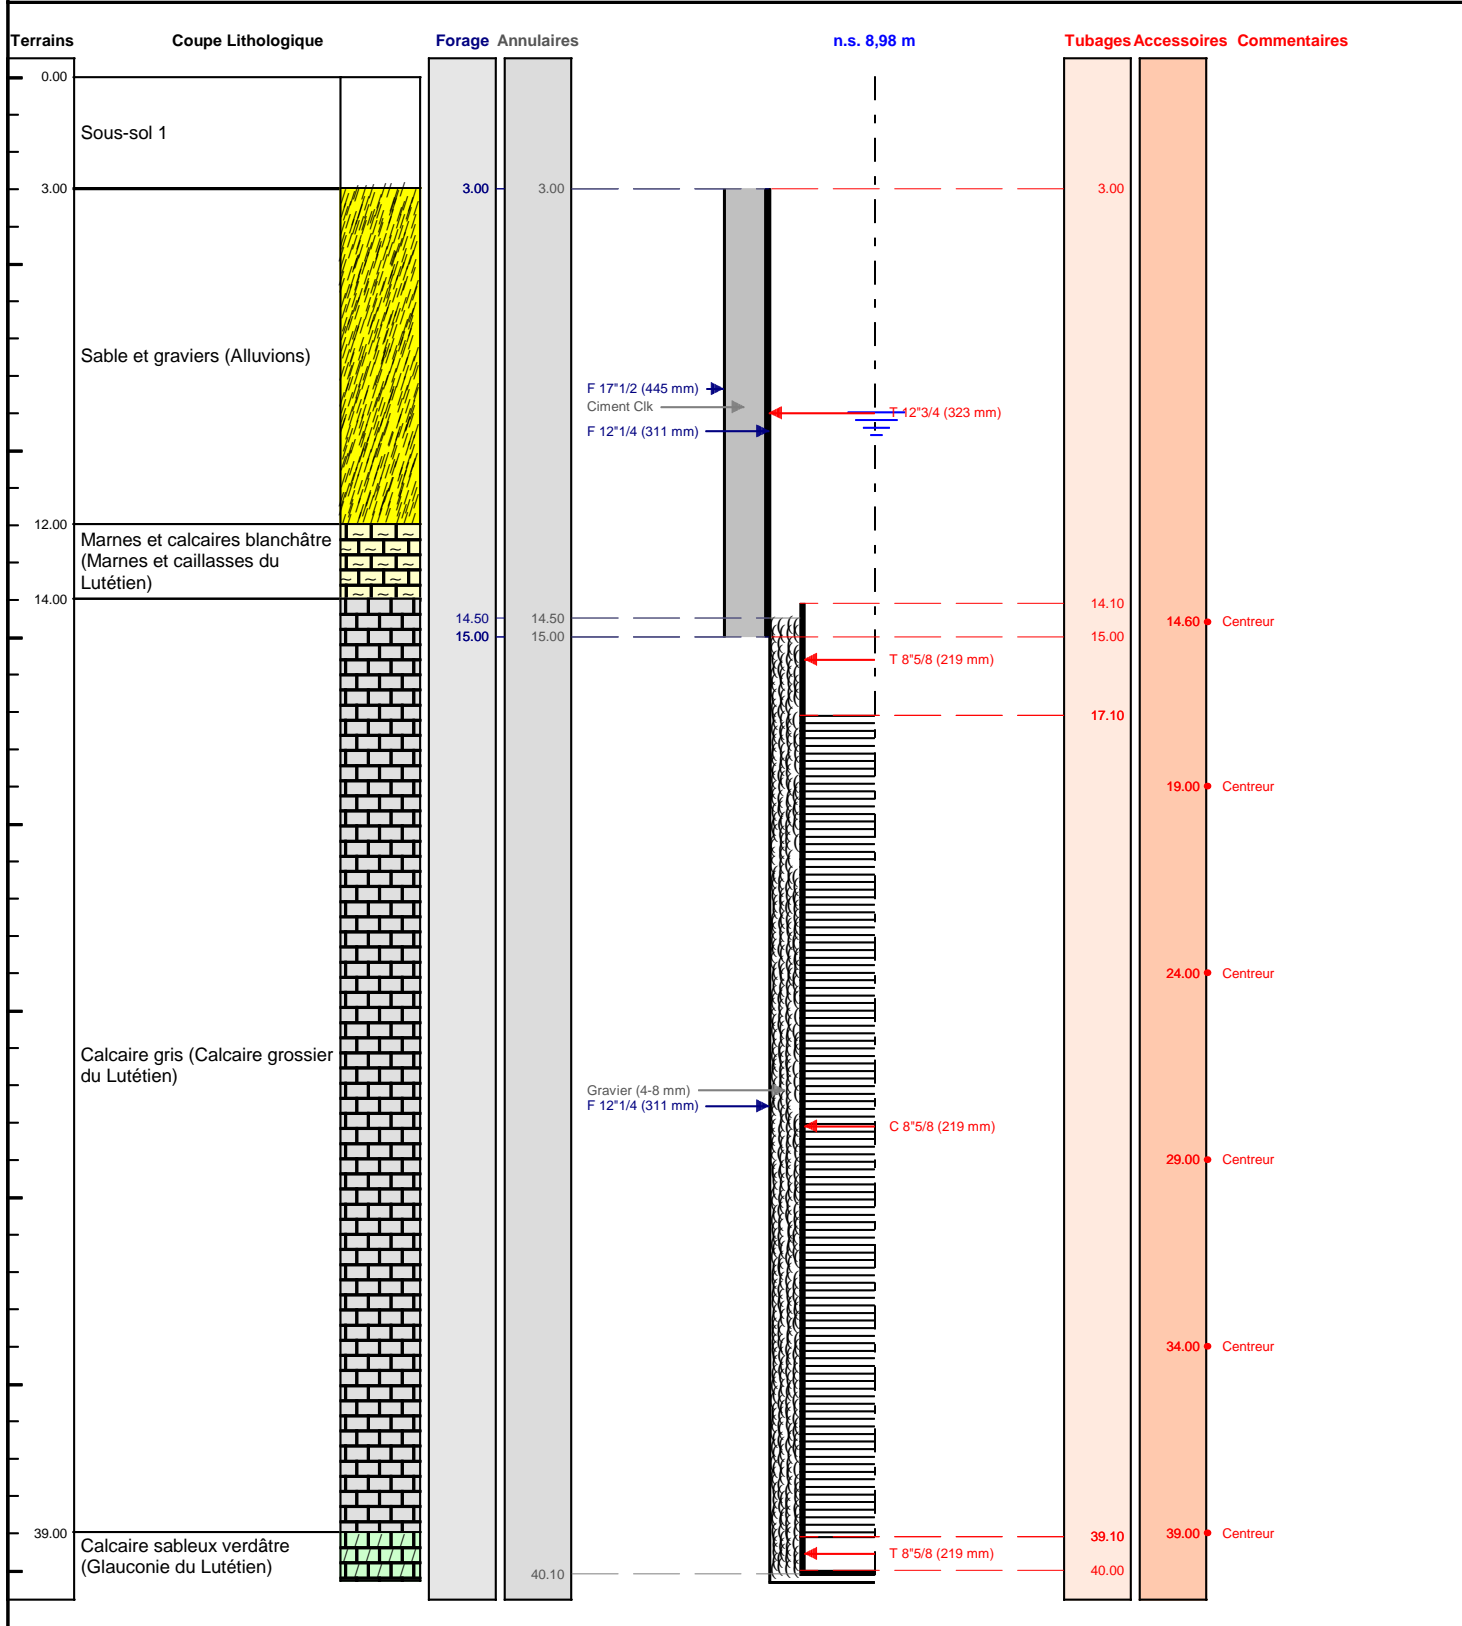 Terrains Coupe Lithologique Forage Annulaires n.s. 8,98 m Tubages Accessoires Commentaires
0.00
Sous-sol 1
3.00 3.00 3.00 3.00
Sable et graviers (Alluvions)
F 17"1/2 (445 mm)
Ciment Clk
T 12"3/4 (323 mm)
F 12"1/4 (311 mm)
12.00
Marnes et calcaires blanchâtre
(Marnes et caillasses du
Lutétien)
14.00
14.10
14.50 14.50
14.60 Centreur
15.00 15.00 15.00
T 8"5/8 (219 mm)
17.10
19.00 Centreur
24.00 Centreur
Calcaire gris (Calcaire grossier
du Lutétien)
Gravier (4-8 mm)
F 12"1/4 (311 mm)
C 8"5/8 (219 mm)
29.00 Centreur
34.00 Centreur
39.00 39.10 39.00 Centreur
Calcaire sableux verdâtre
(Glauconie du Lutétien)
T 8"5/8 (219 mm)
40.10 40.00